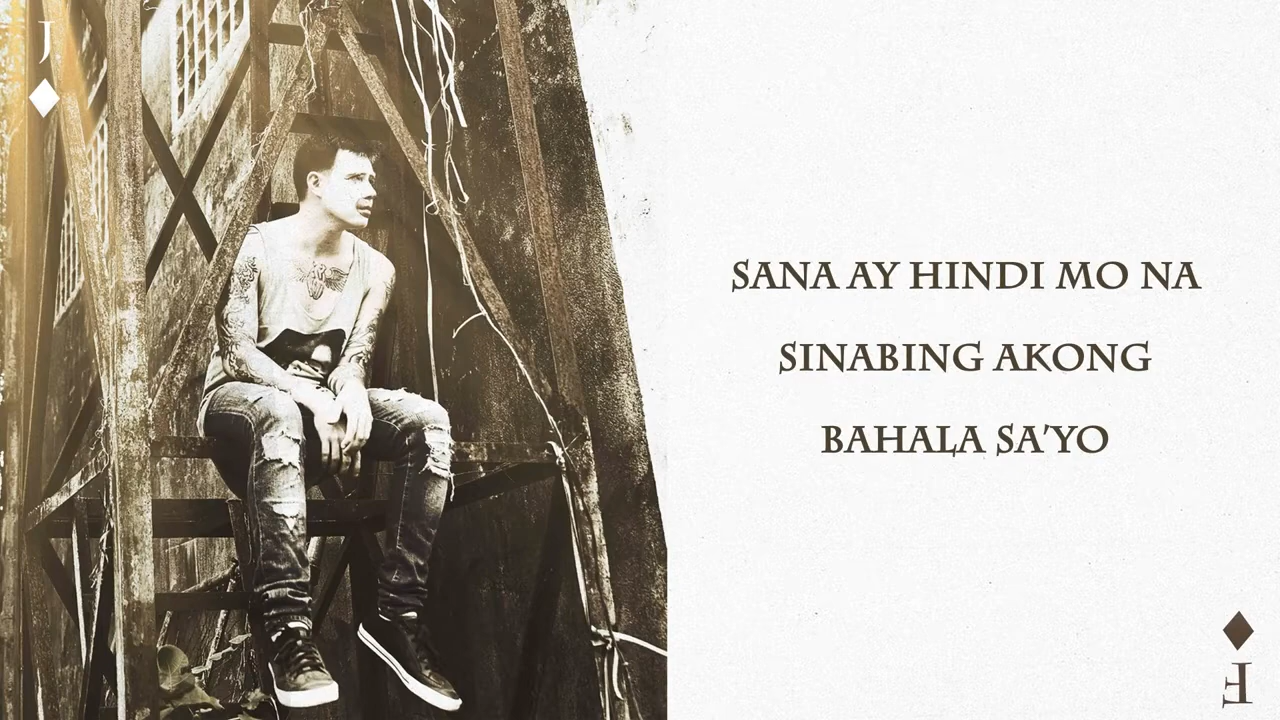 J
SANA AY HINDI MO NA
SINABING AKONG
BAHALA SA'YO
F